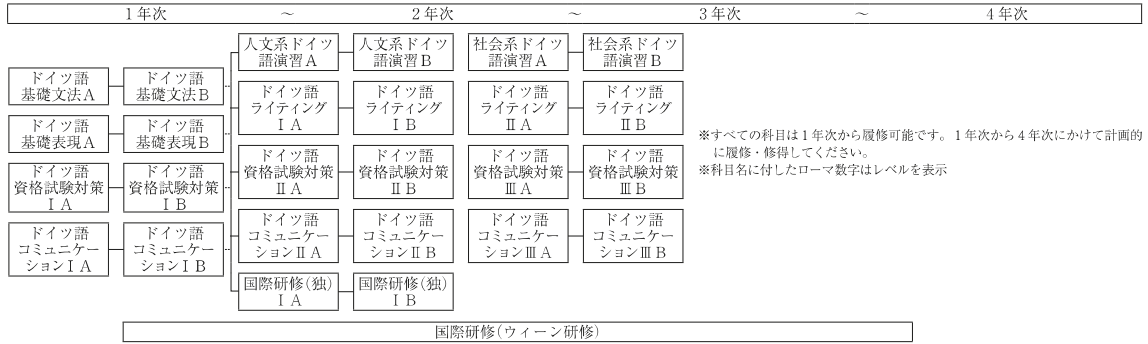 1年次 ～ 2年次 ～ 3年次 ～ 4年次
人文系ドイツ
語演習A
人文系ドイツ
語演習B
社会系ドイツ
語演習A
社会系ドイツ
語演習B
ドイツ語
基礎文法A
ドイツ語
基礎文法B
ドイツ語
ライティング
ⅠA
ドイツ語
ライティング
ⅠB
ドイツ語
ライティング
ⅡA
ドイツ語
ライティング
ⅡB
ドイツ語
基礎表現A
ドイツ語
基礎表現B
ドイツ語
資格試験対策
ⅠA
ドイツ語
資格試験対策
ⅠB
ドイツ語
資格試験対策
ⅡA
ドイツ語
資格試験対策
ⅡB
ドイツ語
資格試験対策
ⅢA
ドイツ語
資格試験対策
ⅢB
ドイツ語
コミュニケー
ションⅠA
ドイツ語
コミュニケー
ションⅠB
ドイツ語
コミュニケー
ションⅡA
ドイツ語
コミュニケー
ションⅡB
ドイツ語
コミュニケー
ションⅢA
ドイツ語
コミュニケー
ションⅢB
国際研修(独)
ⅠA
国際研修(独)
ⅠB
国際研修(ウィーン研修)
※すべての科目は1年次から履修可能です。1年次から4年次にかけて計画的
に履修・修得してください。
※科目名に付したローマ数字はレベルを表示